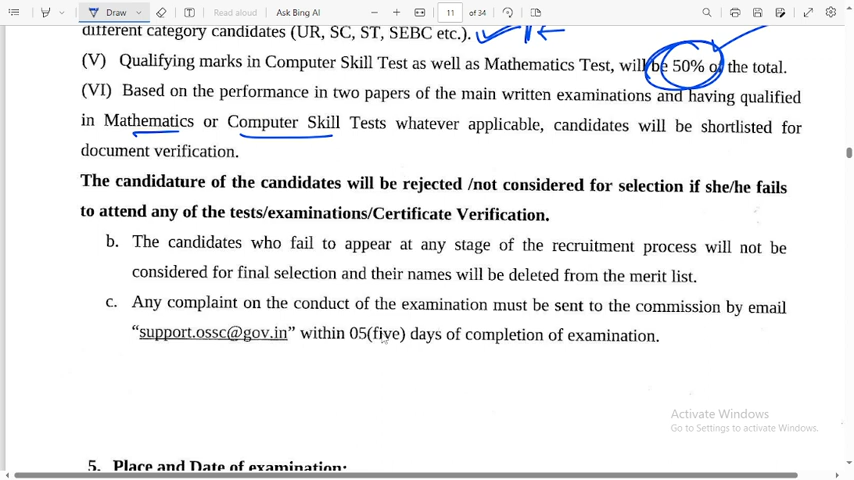 Draw
Read aloud
Ask Bing AI
11 of 34
different category candidates (UR, SC, ST, SEBC etc.).
(V) Qualifying marks in Computer Skill Test as well as Mathematics Test, will be 50% of the total.
(VI) Based on the performance in two papers of the main written examinations and having qualified
in Mathematics or Computer Skill Tests whatever applicable, candidates will be shortlisted for
document verification.
The candidature of the candidates will be rejected /not considered for selection if she/he fails
to attend any of the tests/examinations/Certificate Verification.
b. The candidates who fail to appear at any stage of the recruitment process will not be
considered for final selection and their names will be deleted from the merit list.
c. Any complaint on the conduct of the examination must be sent to the commission by email
“support.ossc@gov.in” within 05(five) days of completion of examination.
Activate Windows
Go to Settings to activate Windows.
5. Place and Date of examination: